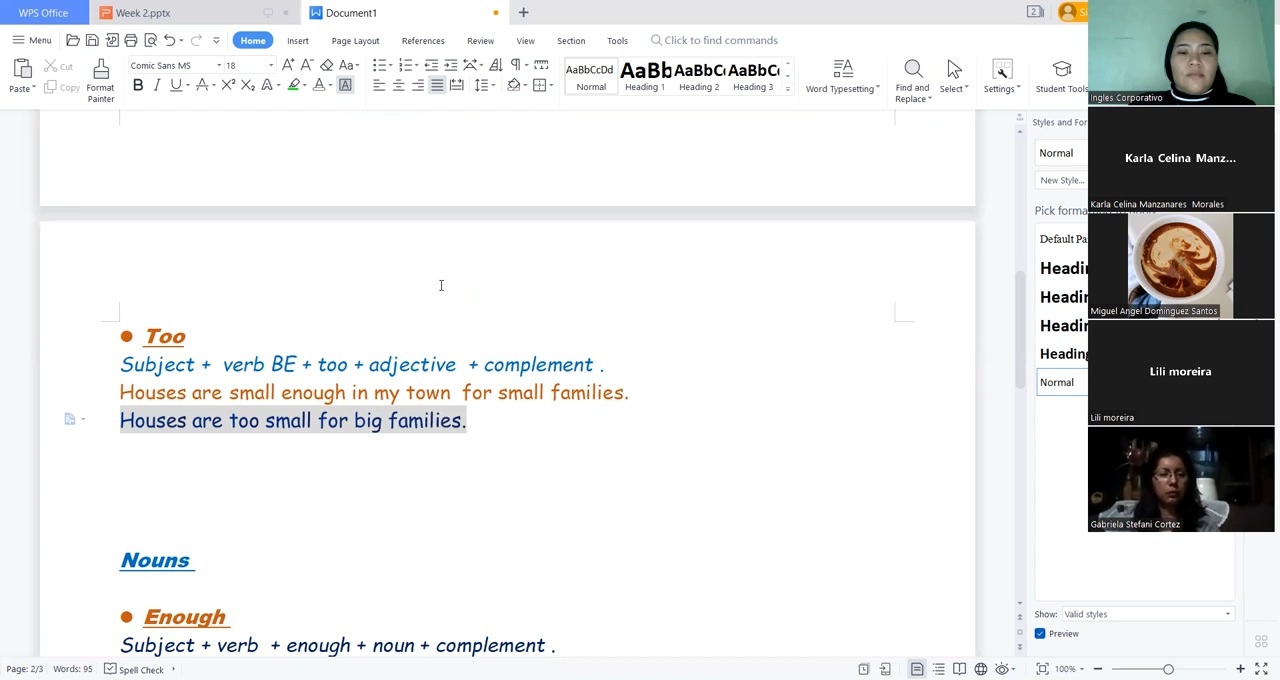 WPS Office Week 2.pptx Document1 2
Menu Home Insert Page Layout References Review View Section Tools Click to find commands
Paste Cut Copy Format Painter Comic Sans MS 18 AaBbCcDd Normal AaBb Heading 1 AaBbC Heading 2 AaBbC Heading 3 Word Typesetting Find and Replace Select Settings Student Tools
Ingles Corporativo
Styles and For
Normal
New Style...
Pick forma
Default Pa
Headi
Headi
Headi
Heading
Normal
Karla Celina Manz...
Karla Celina Manzanares Morales
Miguel Angel Dominguez Santos
Lili moreira
Lili moreira
Gabriela Stefani Cortez
Too
Subject + verb BE + too + adjective + complement .
Houses are small enough in my town for small families.
Houses are too small for big families.
Nouns
Enough
Subject + verb + enough + noun + complement .
Show: Valid styles
Preview
Page: 2/3 Words: 95 Spell Check 100%